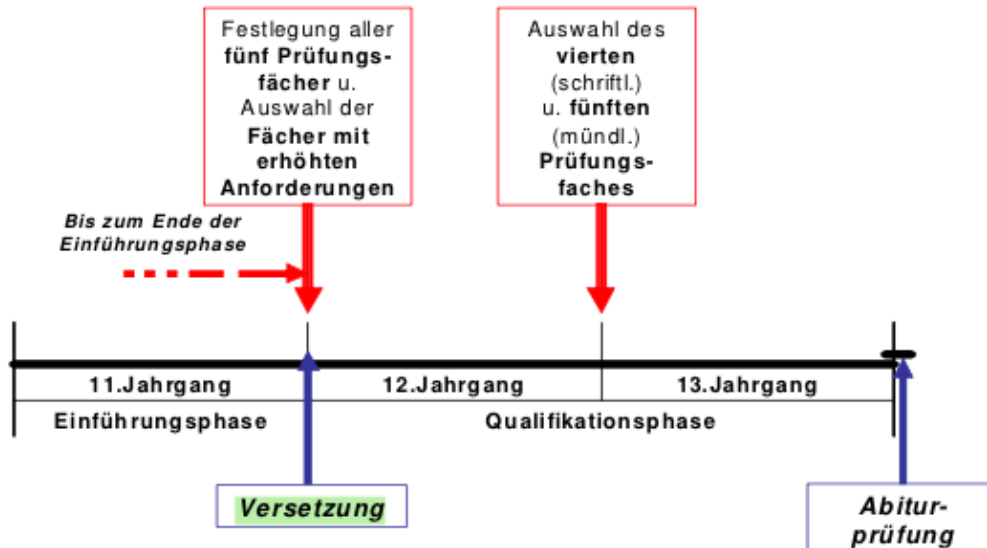 Festlegung aller
fünf Prüfungs-
fächer u.
Auswahl der
Fächer mit
erhöhten
Anforderungen
Auswahl des
vierten
(schriftl.)
u. fünften
(mündl.)
Prüfungs-
faches
Bis zum Ende der
Einführungsphase
11.Jahrgang
12.Jahrgang
13.Jahrgang
Einführungsphase
Qualifikationsphase
Versetzung
Abitur-
prüfung